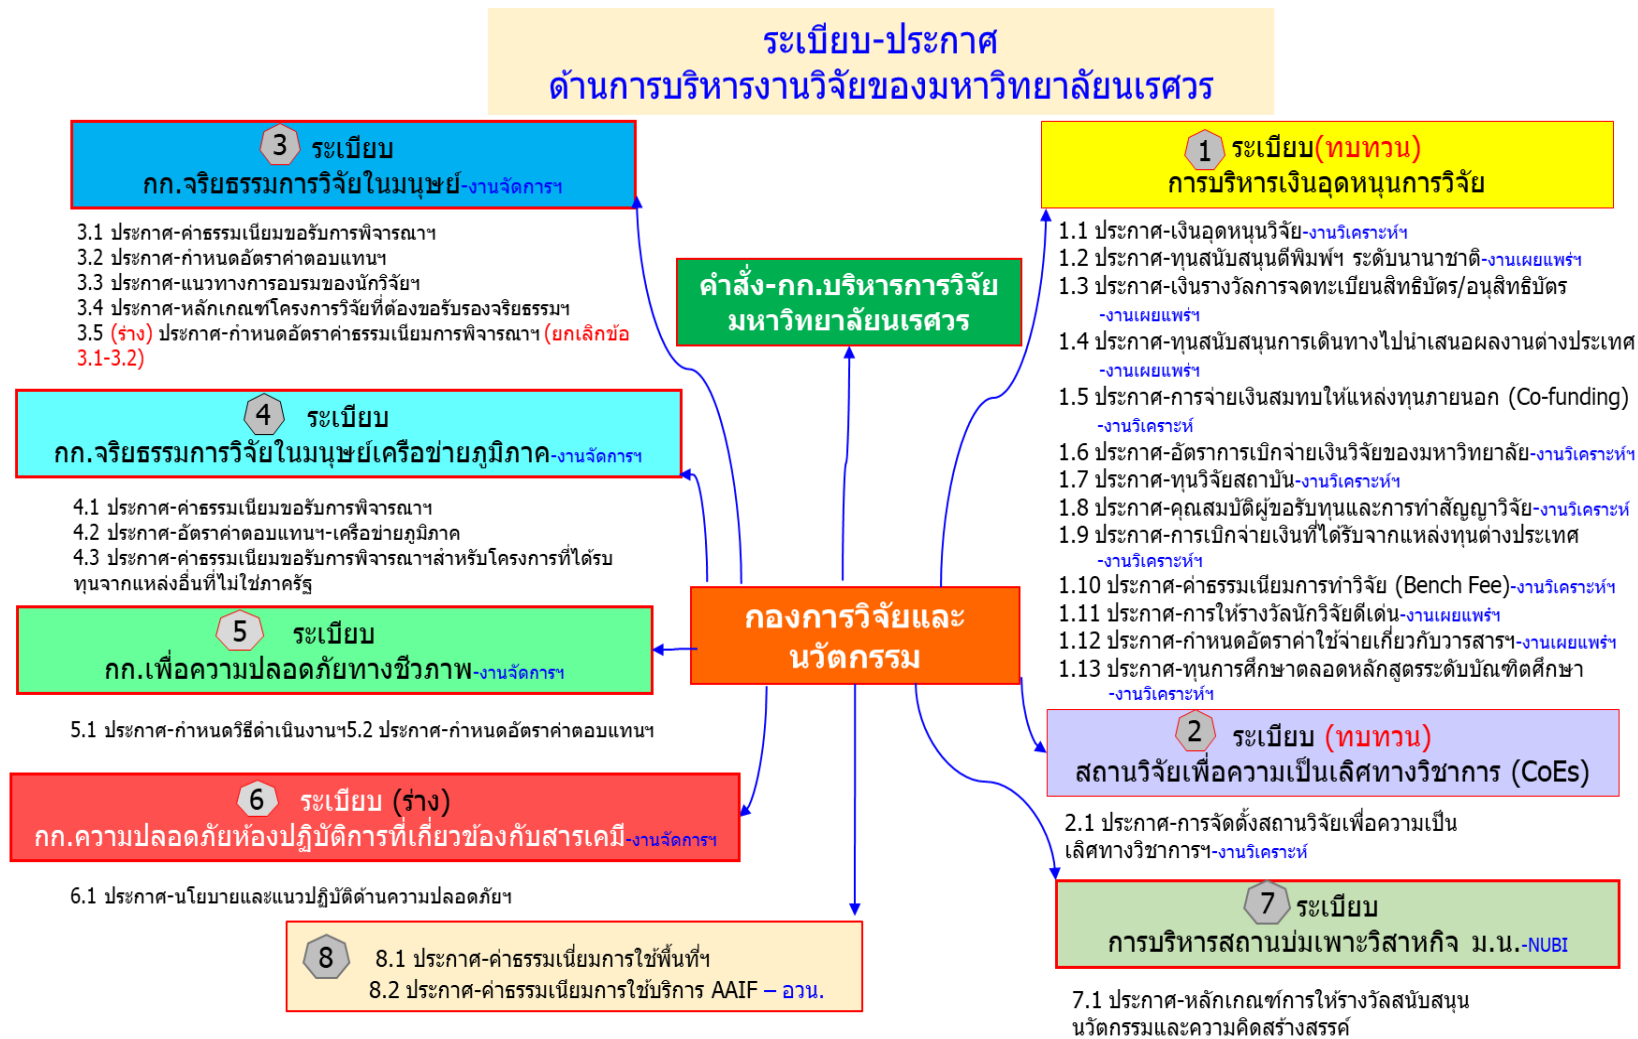 ระเบียบ-ประกาศ
ด้านการบริหารงานวิจัยของมหาวิทยาลัยนเรศวร
3 ระเบียบ
กก.จริยธรรมการวิจัยในมนุษย์-งานจัดการฯ
3.1 ประกาศ-ค่าธรรมเนียมขอรับการพิจารณาฯ
3.2 ประกาศ-กำหนดอัตราค่าตอบแทนฯ
3.3 ประกาศ-แนวทางการอบรมของนักวิจัยฯ
3.4 ประกาศ-หลักเกณฑ์โครงการวิจัยที่ต้องขอรับรองจริยธรรมฯ
3.5 (ร่าง) ประกาศ-กำหนดอัตราค่าธรรมเนียมการพิจารณาฯ (ยกเลิกข้อ
3.1-3.2)
4 ระเบียบ
กก.จริยธรรมการวิจัยในมนุษย์เครือข่ายภูมิภาค-งานจัดการฯ
4.1 ประกาศ-ค่าธรรมเนียมขอรับการพิจารณาฯ
4.2 ประกาศ-อัตราค่าตอบแทนฯ-เครือข่ายภูมิภาค
4.3 ประกาศ-ค่าธรรมเนียมขอรับการพิจารณาฯสำหรับโครงการที่ได้รบ
ทุนจากแหล่งอื่นที่ไม่ใช่ภาครัฐ
5 ระเบียบ
กก.เพื่อความปลอดภัยทางชีวภาพ-งานจัดการฯ
5.1 ประกาศ-กำหนดวิธีดำเนินงานฯ5.2 ประกาศ-กำหนดอัตราค่าตอบแทนฯ
6 ระเบียบ (ร่าง)
กก.ความปลอดภัยห้องปฏิบัติการที่เกี่ยวข้องกับสารเคมี-งานจัดการฯ
6.1 ประกาศ-นโยบายและแนวปฏิบัติด้านความปลอดภัยฯ
8
8.1 ประกาศ-ค่าธรรมเนี่ยมการใช้พื้นที่ฯ
8.2 ประกาศ-ค่าธรรมเนียมการใช้บริการ AAIF – อวน.
คำสั่ง-กก.บริหารการวิจัย
มหาวิทยาลัยนเรศวร
กองการวิจัยและ
นวัตกรรม
1 ระเบียบ(ทบทวน)
การบริหารเงินอุดหนุนการวิจัย
1.1 ประกาศ-เงินอุดหนุนวิจัย-งานวิเคราะห์ฯ
1.2 ประกาศ-ทุนสนับสนุนตีพิมพ์ฯ ระดับนานาชาติ-งานเผยแพร่ฯ
1.3 ประกาศ-เงินรางวัลการจดทะเบียนสิทธิบัตร/อนุสิทธิบัตร
-งานเผยแพร่ฯ
1.4 ประกาศ-ทุนสนับสนุนการเดินทางไปนำเสนอผลงานต่างประเทศ
-งานเผยแพร่ฯ
1.5 ประกาศ-การจ่ายเงินสมทบให้แหล่งทุนภายนอก (Co-funding)
-งานวิเคราะห์
1.6 ประกาศ-อัตราการเบิกจ่ายเงินวิจัยของมหาวิทยาลัย-งานวิเคราะห์ฯ
1.7 ประกาศ-ทุนวิจัยสถาบัน-งานวิเคราะห์ฯ
1.8 ประกาศ-คุณสมบัติผู้ขอรับทุนและการทำสัญญาวิจัย-งานวิเคราะห์
1.9 ประกาศ-การเบิกจ่ายเงินที่ได้รับจากแหล่งทุนต่างประเทศ
-งานวิเคราะห์ฯ
1.10 ประกาศ-ค่าธรรมเนียมการทำวิจัย (Bench Fee)-งานวิเคราะห์ฯ
1.11 ประกาศ-การให้รางวัลนักวิจัยดีเด่น-งานเผยแพร่ฯ
1.12 ประกาศ-กำหนดอัตราค่าใช้จ่ายเกี่ยวกับวารสารฯ-งานเผยแพร่ฯ
1.13 ประกาศ-ทุนการศึกษาตลอดหลักสูตรระดับบัณฑิตศึกษา
-งานวิเคราะห์ฯ
2 ระเบียบ (ทบทวน)
สถานวิจัยเพื่อความเป็นเลิศทางวิชาการ (CoEs)
2.1 ประกาศ-การจัดตั้งสถานวิจัยเพื่อความเป็น
เลิศทางวิชาการฯ-งานวิเคราะห์
7 ระเบียบ
การบริหารสถานบ่มเพาะวิสาหกิจ ม.น.-NUBI
7.1 ประกาศ-หลักเกณฑ์การให้รางวัลสนับสนุน
นวัตกรรมและความคิดสร้างสรรค์